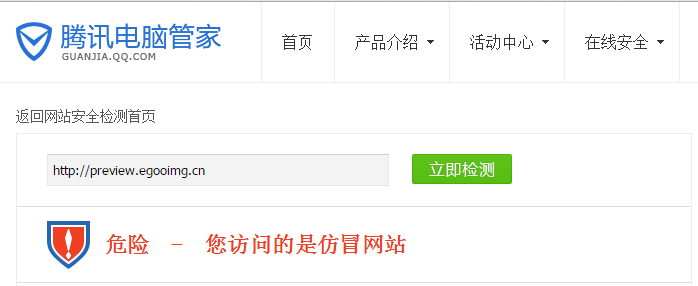 腾讯电脑管家
GUANJIA.QQ.COM
首页 产品介绍 活动中心 在线安全
返回网站安全检测首页
http://preview.egooimg.cn 立即检测
危险 - 您访问的是仿冒网站